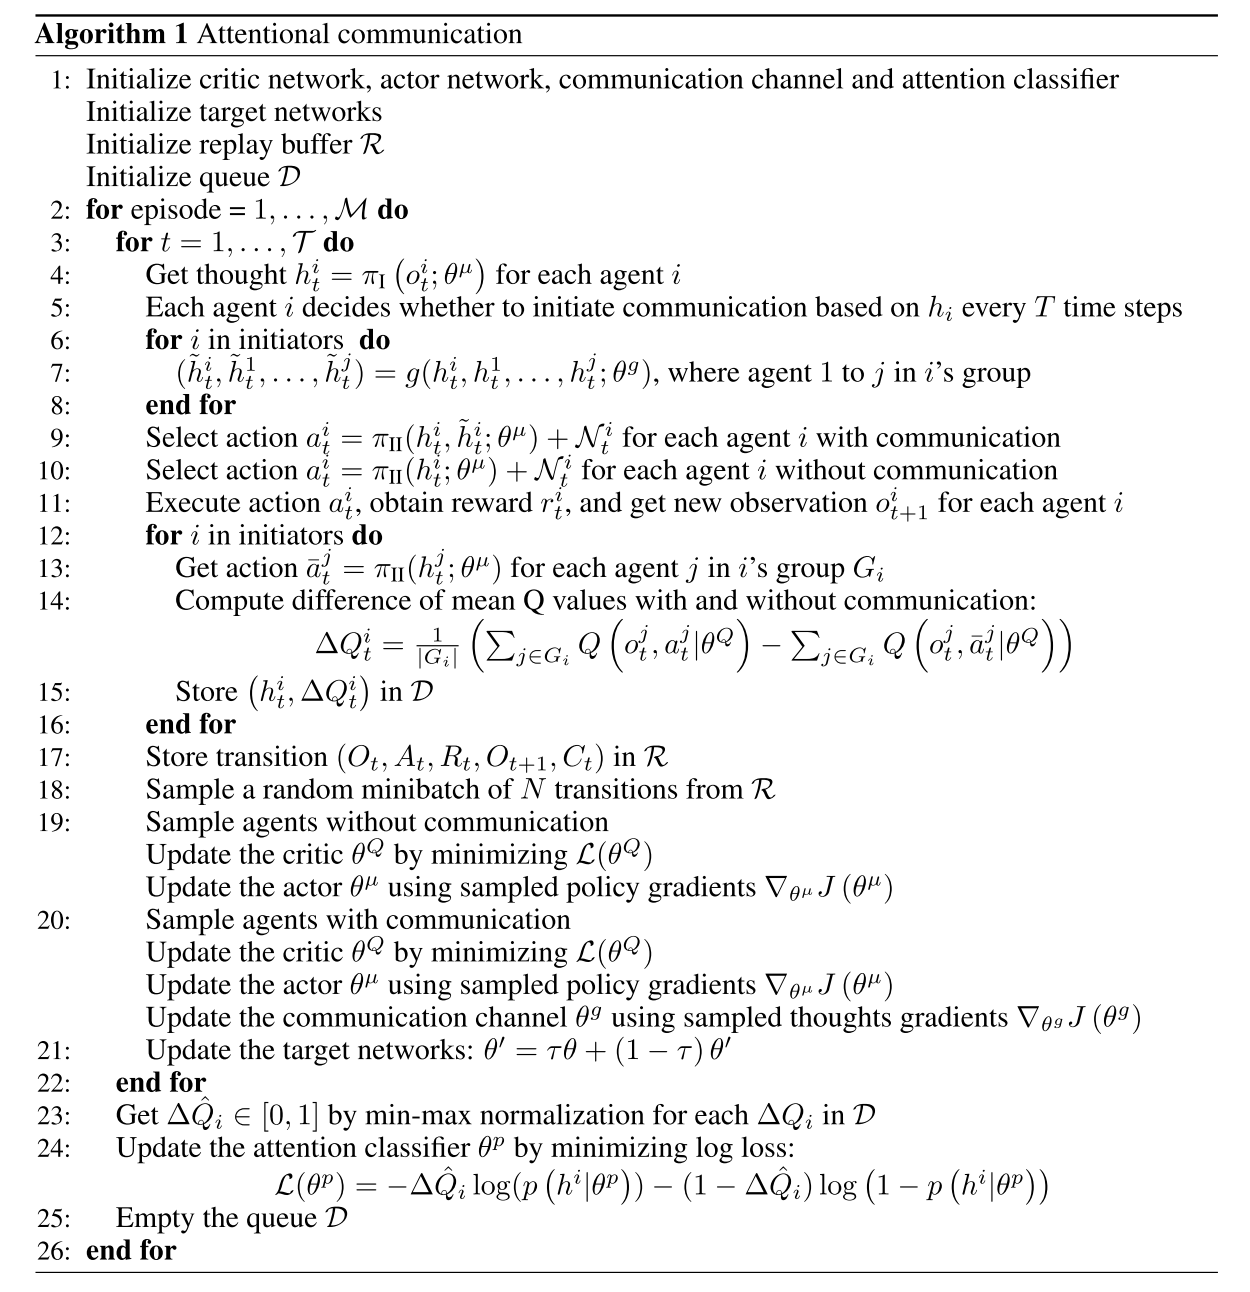 Algorithm 1 Attentional communication
1: Initialize critic network, actor network, communication channel and attention classifier
Initialize target networks
Initialize replay buffer $\mathcal{R}$
Initialize queue $\mathcal{D}$
2: for episode = $1, \ldots, \mathcal{M}$ do
3: for $t = 1, \ldots, \mathcal{T}$ do
4: Get thought $h_t^i = \pi_{\mathrm{I}}\left(o_t^i; \theta^\mu\right)$ for each agent $i$
5: Each agent $i$ decides whether to initiate communication based on $h_i$ every $T$ time steps
6: for $i$ in initiators do
7: $(\tilde{h}_t^i, \tilde{h}_t^1, \ldots, \tilde{h}_t^j) = g(h_t^i, h_t^1, \ldots, h_t^j; \theta^g)$, where agent 1 to $j$ in $i$'s group
8: end for
9: Select action $a_t^i = \pi_{\mathrm{II}}(h_t^i, \tilde{h}_t^i; \theta^\mu) + \mathcal{N}_t^i$ for each agent $i$ with communication
10: Select action $a_t^i = \pi_{\mathrm{II}}(h_t^i; \theta^\mu) + \mathcal{N}_t^i$ for each agent $i$ without communication
11: Execute action $a_t^i$, obtain reward $r_t^i$, and get new observation $o_{t+1}^i$ for each agent $i$
12: for $i$ in initiators do
13: Get action $\bar{a}_t^j = \pi_{\mathrm{II}}(h_t^j; \theta^\mu)$ for each agent $j$ in $i$'s group $G_i$
14: Compute difference of mean Q values with and without communication:
$\Delta Q_t^i = \frac{1}{|G_i|}\left(\sum_{j \in G_i} Q\left(o_t^j, a_t^j | \theta^Q\right) - \sum_{j \in G_i} Q\left(o_t^j, \bar{a}_t^j | \theta^Q\right)\right)$
15: Store $\left(h_t^i, \Delta Q_t^i\right)$ in $\mathcal{D}$
16: end for
17: Store transition $(O_t, A_t, R_t, O_{t+1}, C_t)$ in $\mathcal{R}$
18: Sample a random minibatch of $N$ transitions from $\mathcal{R}$
19: Sample agents without communication
Update the critic $\theta^Q$ by minimizing $\mathcal{L}(\theta^Q)$
Update the actor $\theta^\mu$ using sampled policy gradients $\nabla_{\theta^\mu} J\left(\theta^\mu\right)$
20: Sample agents with communication
Update the critic $\theta^Q$ by minimizing $\mathcal{L}(\theta^Q)$
Update the actor $\theta^\mu$ using sampled policy gradients $\nabla_{\theta^\mu} J\left(\theta^\mu\right)$
Update the communication channel $\theta^g$ using sampled thoughts gradients $\nabla_{\theta^g} J\left(\theta^g\right)$
21: Update the target networks: $\theta' = \tau\theta + (1 - \tau)\,\theta'$
22: end for
23: Get $\Delta\hat{Q}_i \in [0, 1]$ by min-max normalization for each $\Delta Q_i$ in $\mathcal{D}$
24: Update the attention classifier $\theta^p$ by minimizing log loss:
$\mathcal{L}(\theta^p) = -\Delta\hat{Q}_i \log(p\left(h^i|\theta^p\right)) - (1 - \Delta\hat{Q}_i) \log\left(1 - p\left(h^i|\theta^p\right)\right)$
25: Empty the queue $\mathcal{D}$
26: end for